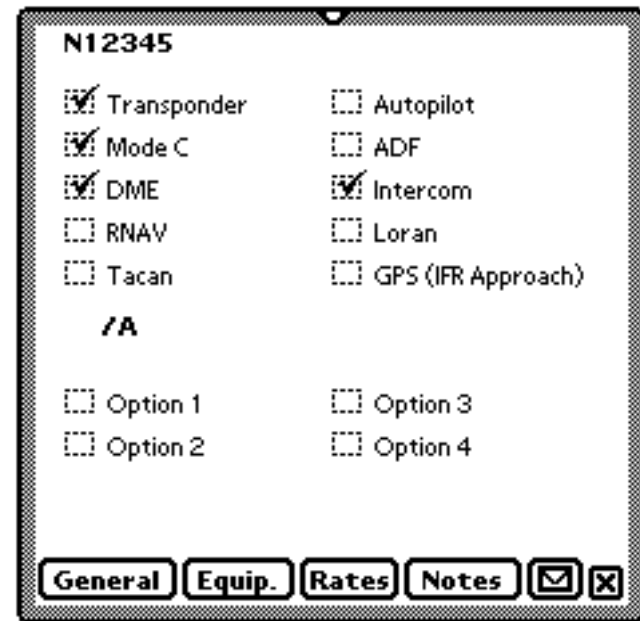 N12345
Transponder Autopilot
Mode C ADF
DME Intercom
RNAV Loran
Tacan GPS (IFR Approach)
/A
Option 1 Option 3
Option 2 Option 4
General Equip. Rates Notes